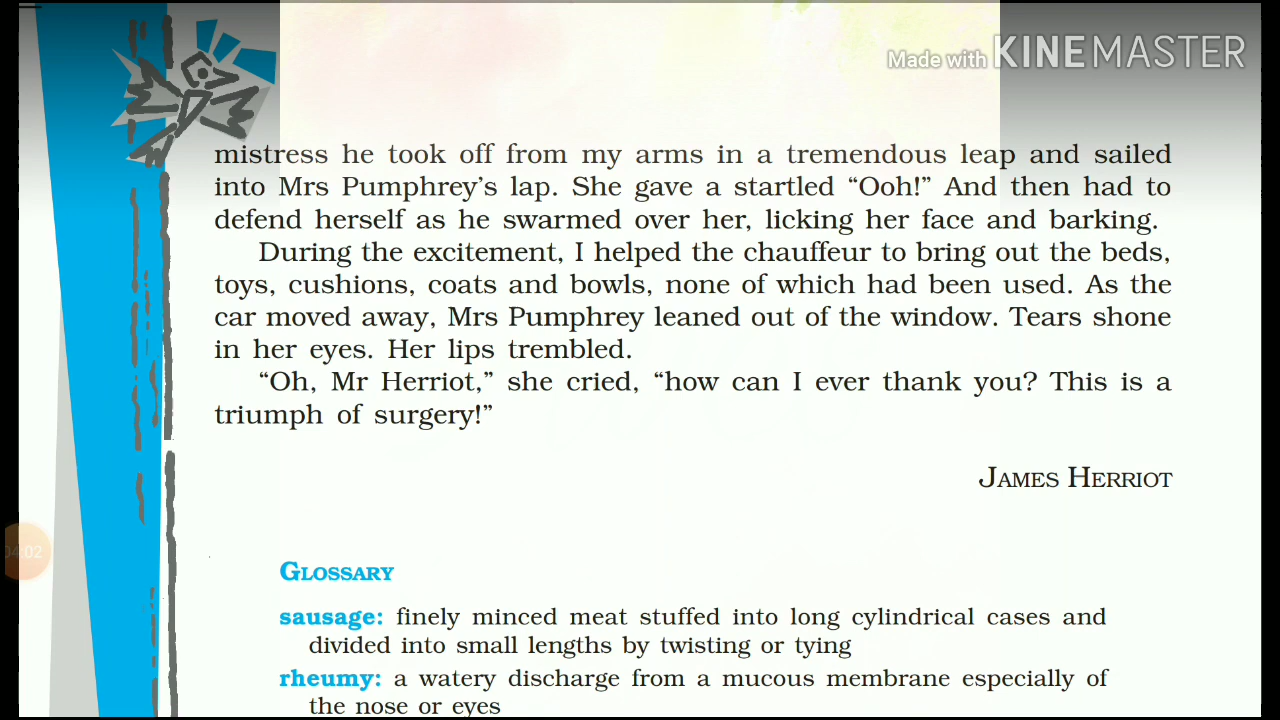 Made with KINEMASTER
mistress he took off from my arms in a tremendous leap and sailed
into Mrs Pumphrey's lap. She gave a startled “Ooh!” And then had to
defend herself as he swarmed over her, licking her face and barking.
During the excitement, I helped the chauffeur to bring out the beds,
toys, cushions, coats and bowls, none of which had been used. As the
car moved away, Mrs Pumphrey leaned out of the window. Tears shone
in her eyes. Her lips trembled.
“Oh, Mr Herriot,” she cried, “how can I ever thank you? This is a
triumph of surgery!”
JAMES HERRIOT
04:02
GLOSSARY
sausage: finely minced meat stuffed into long cylindrical cases and
divided into small lengths by twisting or tying
rheumy: a watery discharge from a mucous membrane especially of
the nose or eyes